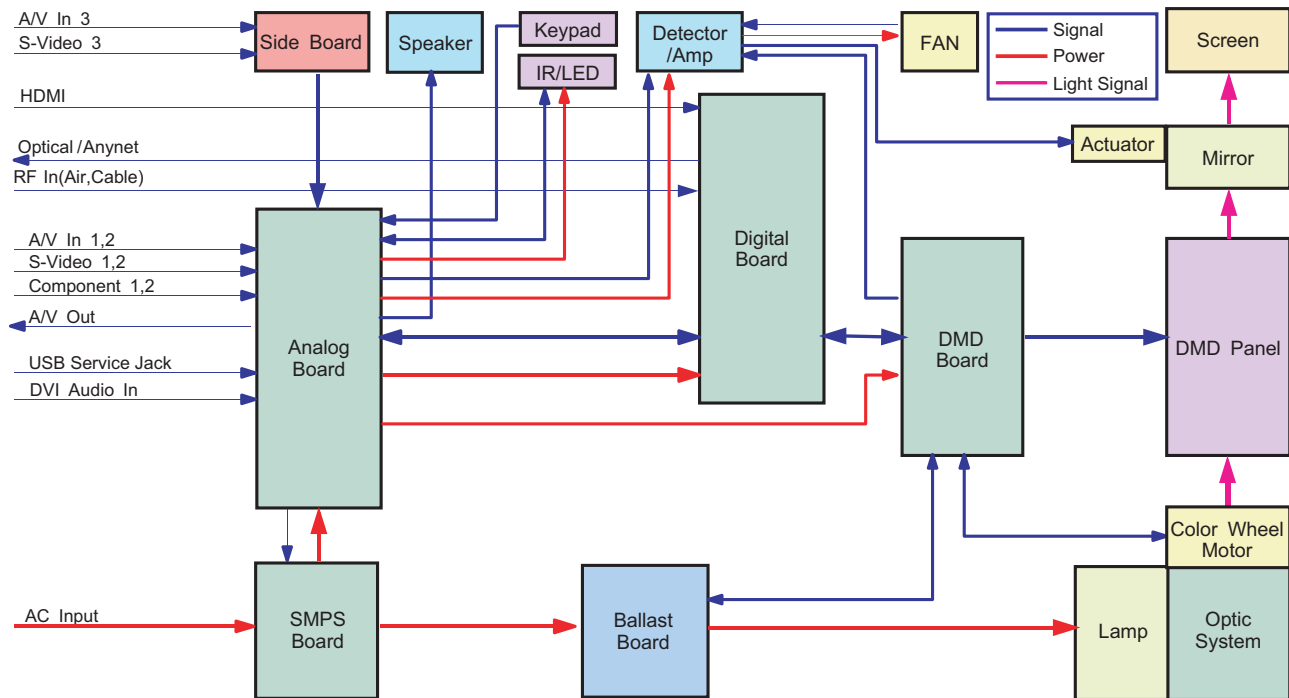 A/V In 3
S-Video 3
Side Board
Speaker
Keypad
IR/LED
Detector
/Amp
FAN
Signal
Power
Light Signal
Screen
HDMI
Optical /Anynet
RF In(Air,Cable)
Actuator
Mirror
A/V In 1,2
S-Video 1,2
Component 1,2
A/V Out
USB Service Jack
DVI Audio In
Analog
Board
Digital
Board
DMD
Board
DMD Panel
Color Wheel
Motor
AC Input
SMPS
Board
Ballast
Board
Lamp
Optic
System